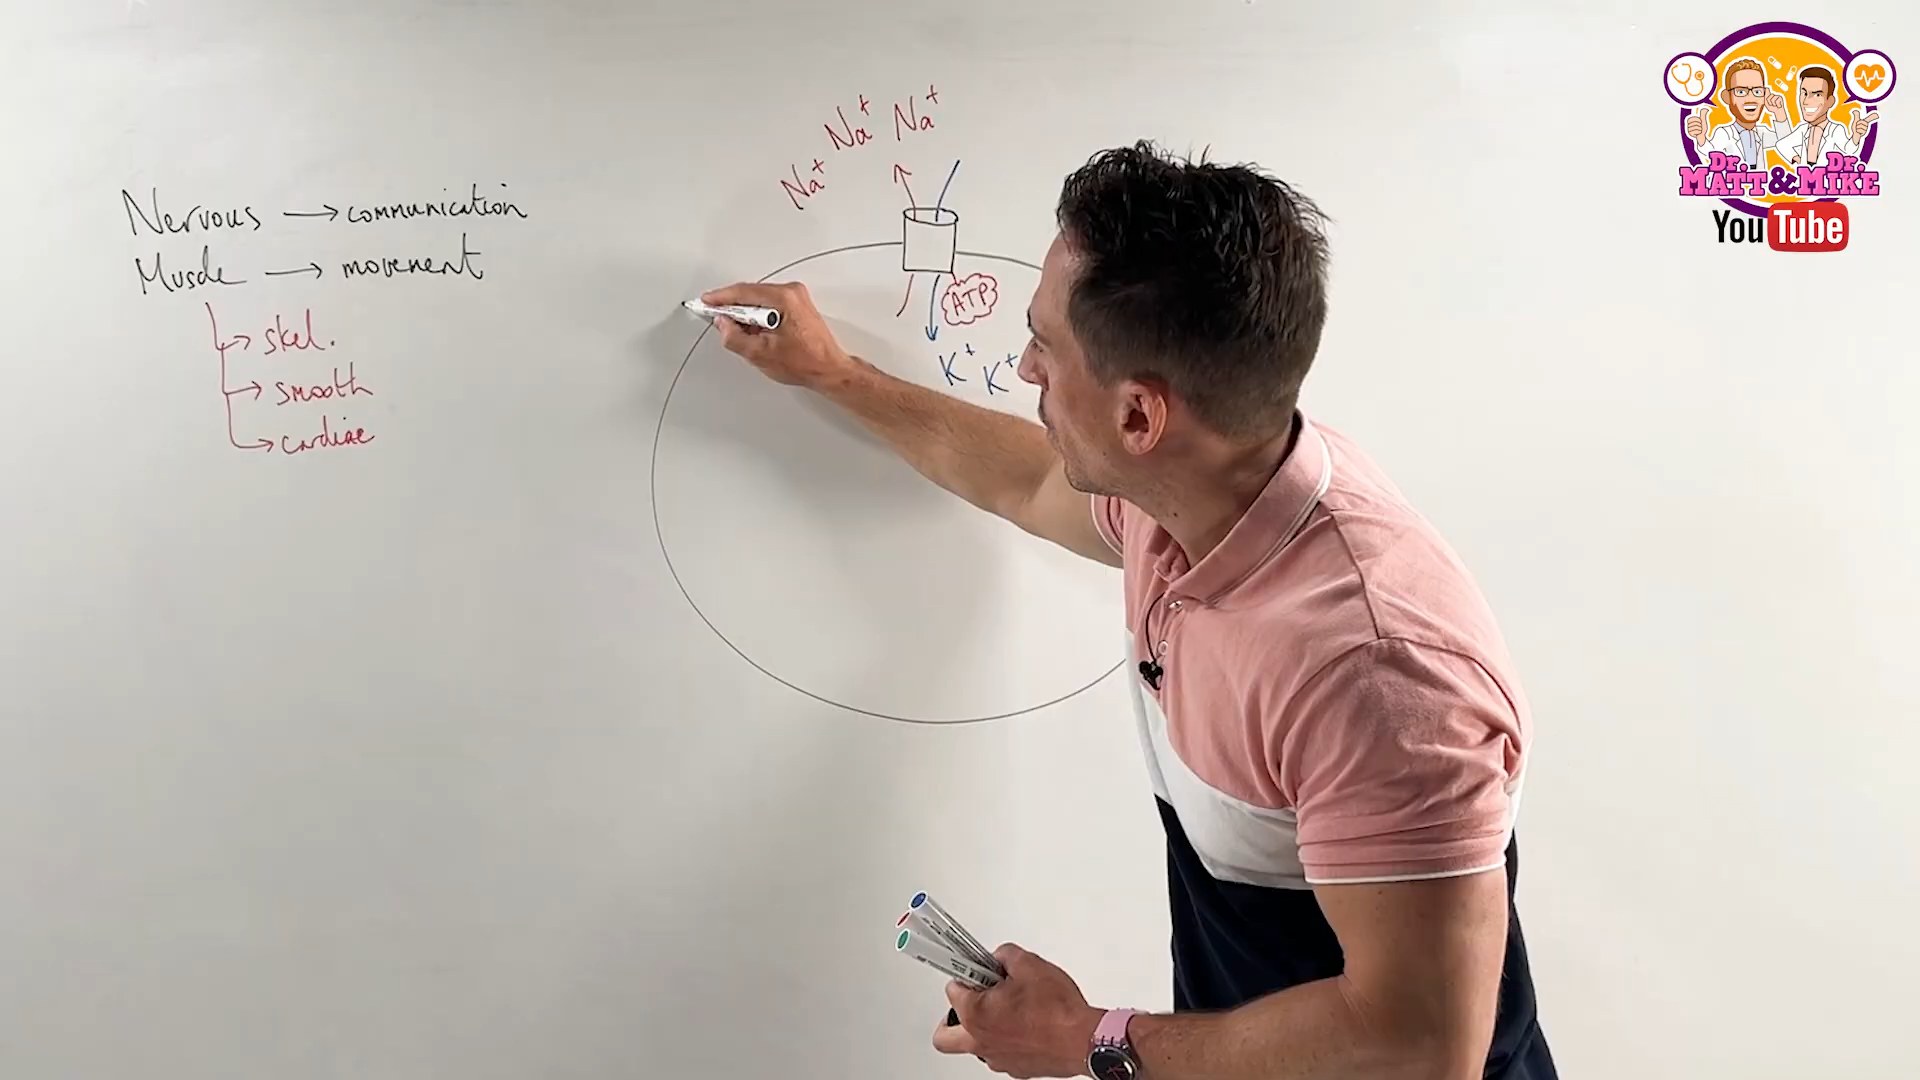 Nervous → communication
Muscle → movement
→ skel.
→ smooth
→ cardiac
Na+ Na+ Na+
ATP
K+ K+
Dr. Dr.
MATT & MIKE
YouTube